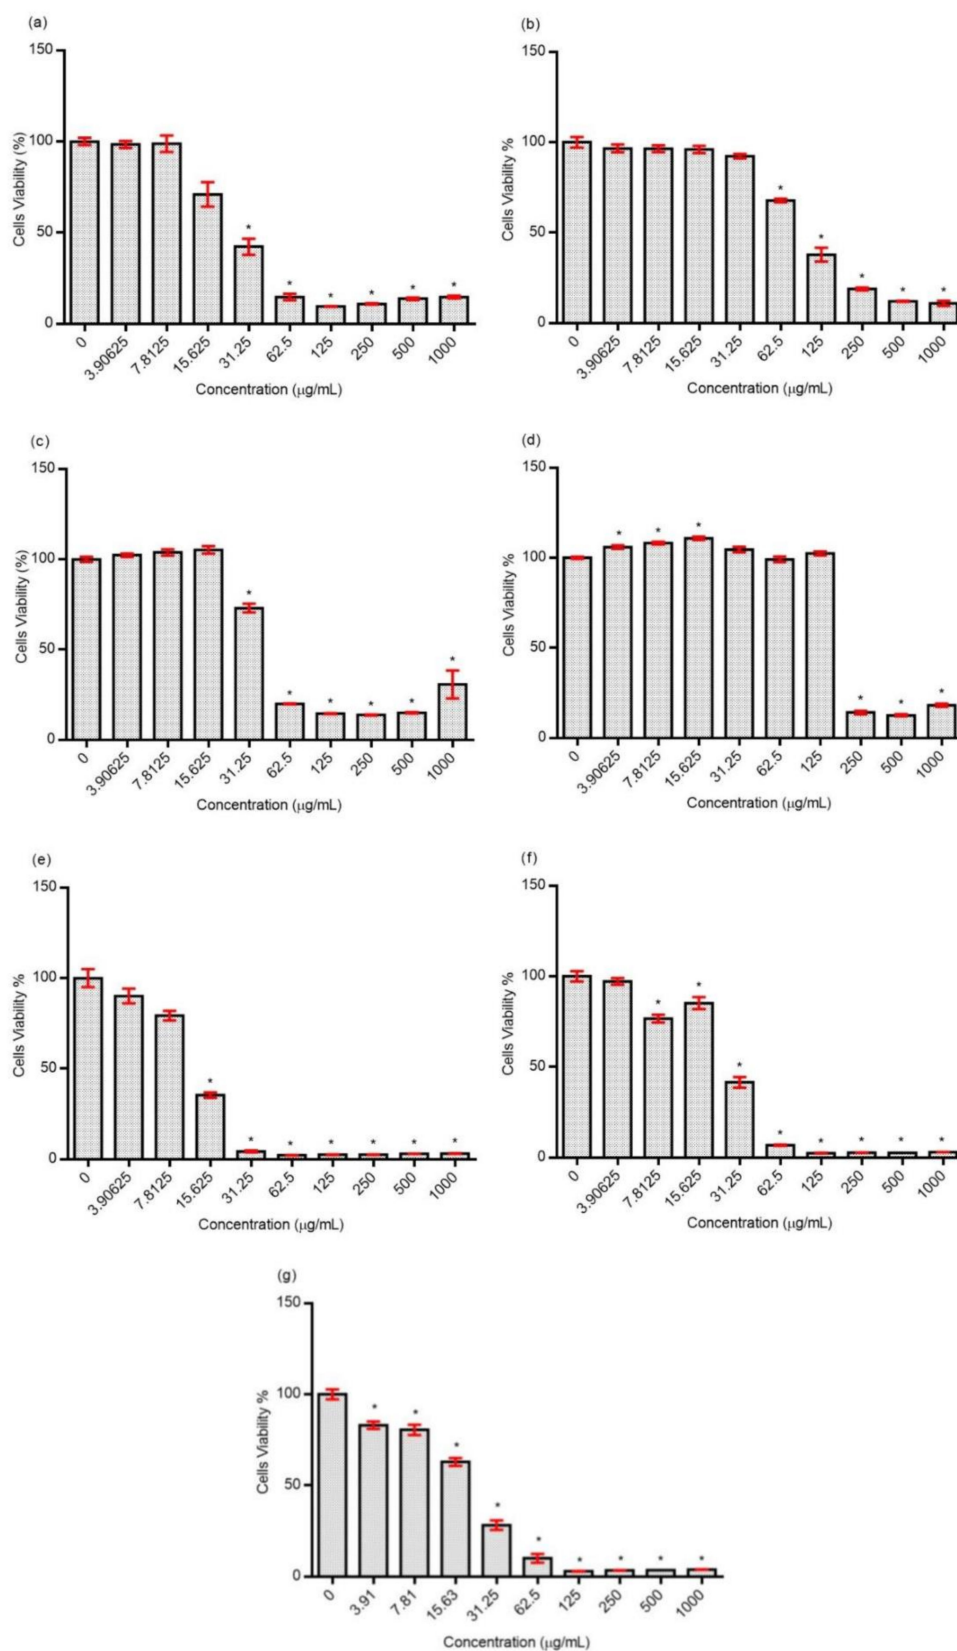 (a)
150
100
50
0
Cells Viability (%)
* * * * * *
0 3.90625 7.8125 15.625 31.25 62.5 125 250 500 1000
Concentration (μg/mL)
(b)
150
100
50
0
Cells Viability %
* * * * *
0 3.90625 7.8125 15.625 31.25 62.5 125 250 500 1000
Concentration (μg/mL)
(c)
150
100
50
0
Cells Viability (%)
* * * * * *
0 3.90625 7.8125 15.625 31.25 62.5 125 250 500 1000
Concentration (μg/mL)
(d)
150
100
50
0
Cells Viability %
* * * * * *
0 3.90625 7.8125 15.625 31.25 62.5 125 250 500 1000
Concentration (μg/mL)
(e)
150
100
50
0
Cells Viability %
* * * * * * *
0 3.90625 7.8125 15.625 31.25 62.5 125 250 500 1000
Concentration (μg/mL)
(f)
150
100
50
0
Cells Viability %
* * * * * * * *
0 3.90625 7.8125 15.625 31.25 62.5 125 250 500 1000
Concentration (μg/mL)
(g)
150
100
50
0
Cells Viability %
* * * * * * * * *
0 3.91 7.81 15.63 31.25 62.5 125 250 500 1000
Concentration (μg/mL)